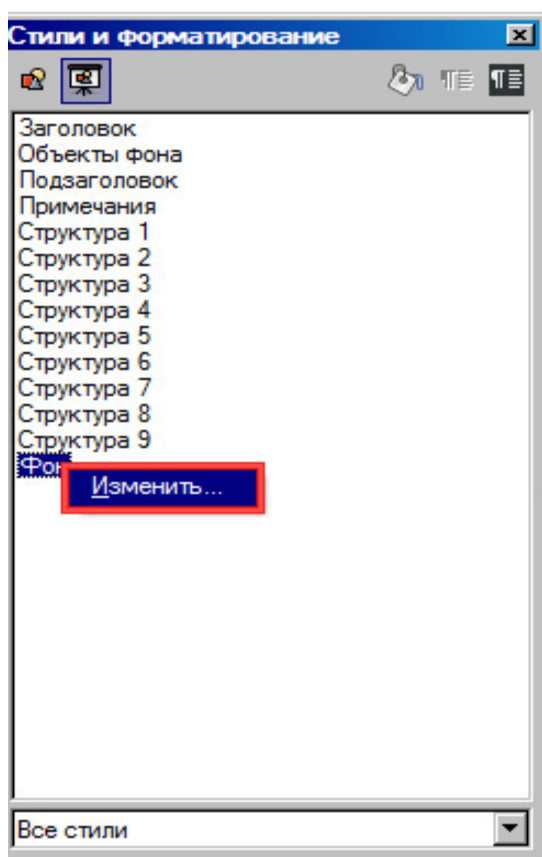 Стили и форматирование
Заголовок
Объекты фона
Подзаголовок
Примечания
Структура 1
Структура 2
Структура 3
Структура 4
Структура 5
Структура 6
Структура 7
Структура 8
Структура 9
Фон
Изменить...
Все стили